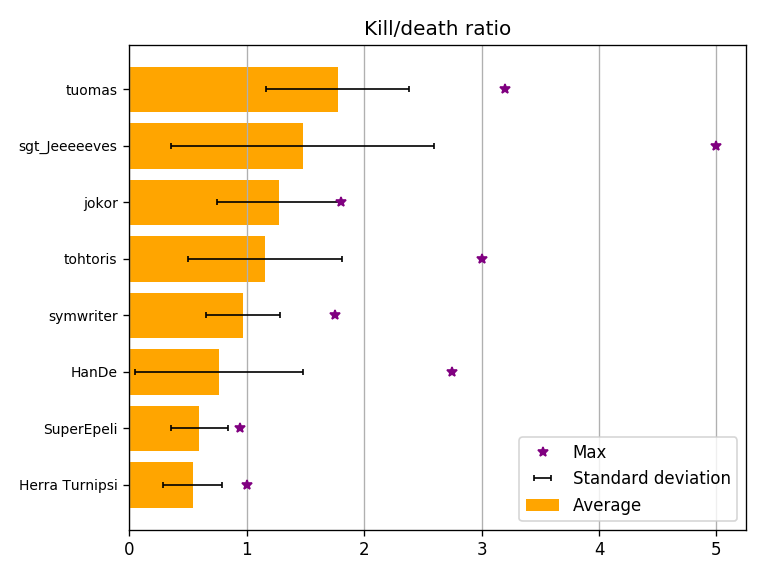 Kill/death ratio
tuomas
sgt_Jeeeeeves
jokor
tohtoris
symwriter
HanDe
SuperEpeli
Herra Turnipsi
Max
Standard deviation
Average
0 1 2 3 4 5